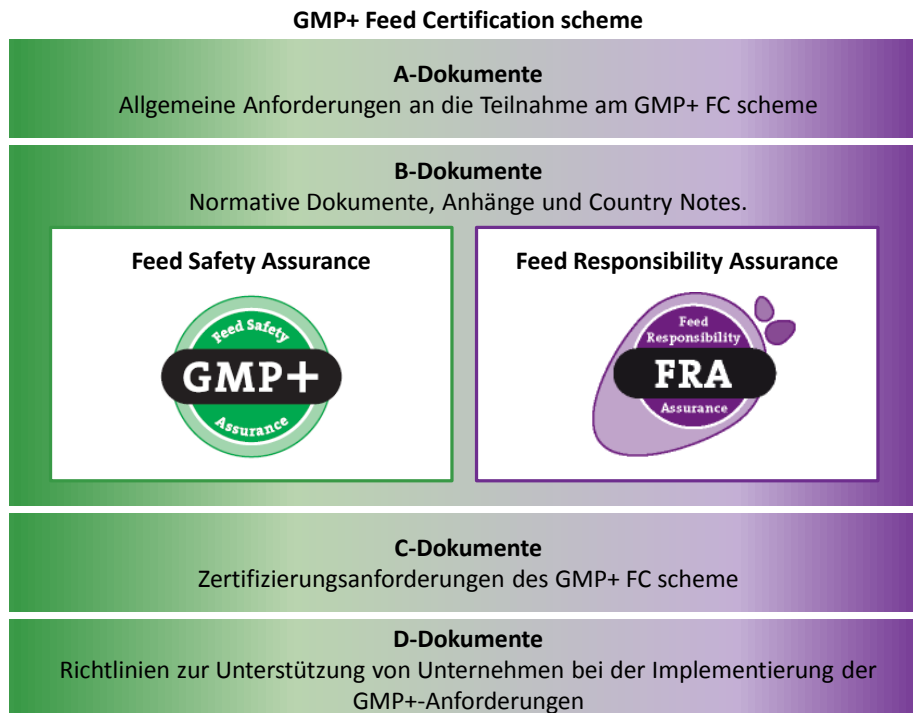 GMP+ Feed Certification scheme
A-Dokumente
Allgemeine Anforderungen an die Teilnahme am GMP+ FC scheme
B-Dokumente
Normative Dokumente, Anhänge und Country Notes.
Feed Safety Assurance
Feed Safety
GMP+
Assurance
Feed Responsibility Assurance
Feed
Responsibility
FRA
Assurance
C-Dokumente
Zertifizierungsanforderungen des GMP+ FC scheme
D-Dokumente
Richtlinien zur Unterstützung von Unternehmen bei der Implementierung der
GMP+-Anforderungen